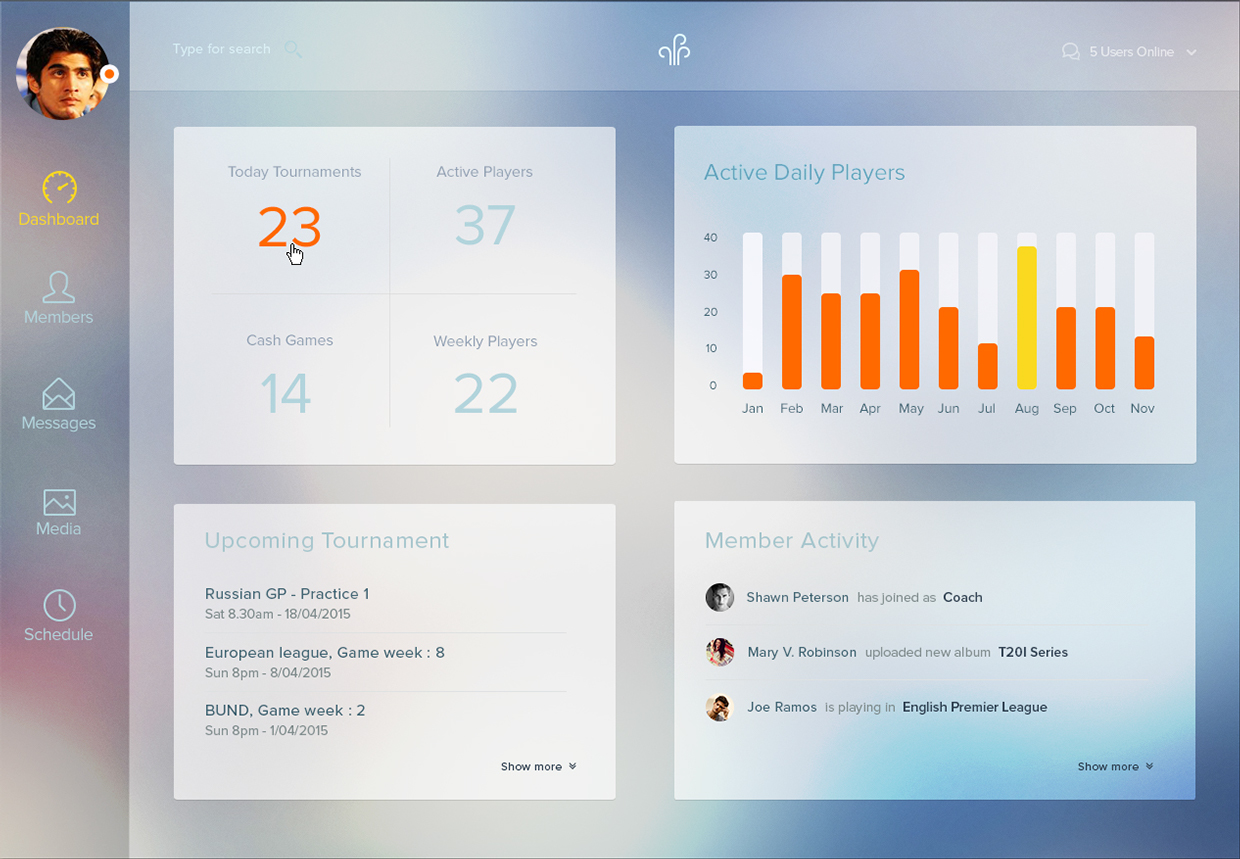 Type for search
5 Users Online
Dashboard
Members
Messages
Media
Schedule
Today Tournaments
23
Active Players
37
Cash Games
14
Weekly Players
22
Active Daily Players
40
30
20
10
0
Jan Feb Mar Apr May Jun Jul Aug Sep Oct Nov
Upcoming Tournament
Russian GP - Practice 1
Sat 8.30am - 18/04/2015
European league, Game week : 8
Sun 8pm - 8/04/2015
BUND, Game week : 2
Sun 8pm - 1/04/2015
Show more
Member Activity
Shawn Peterson has joined as Coach
Mary V. Robinson uploaded new album T20I Series
Joe Ramos is playing in English Premier League
Show more